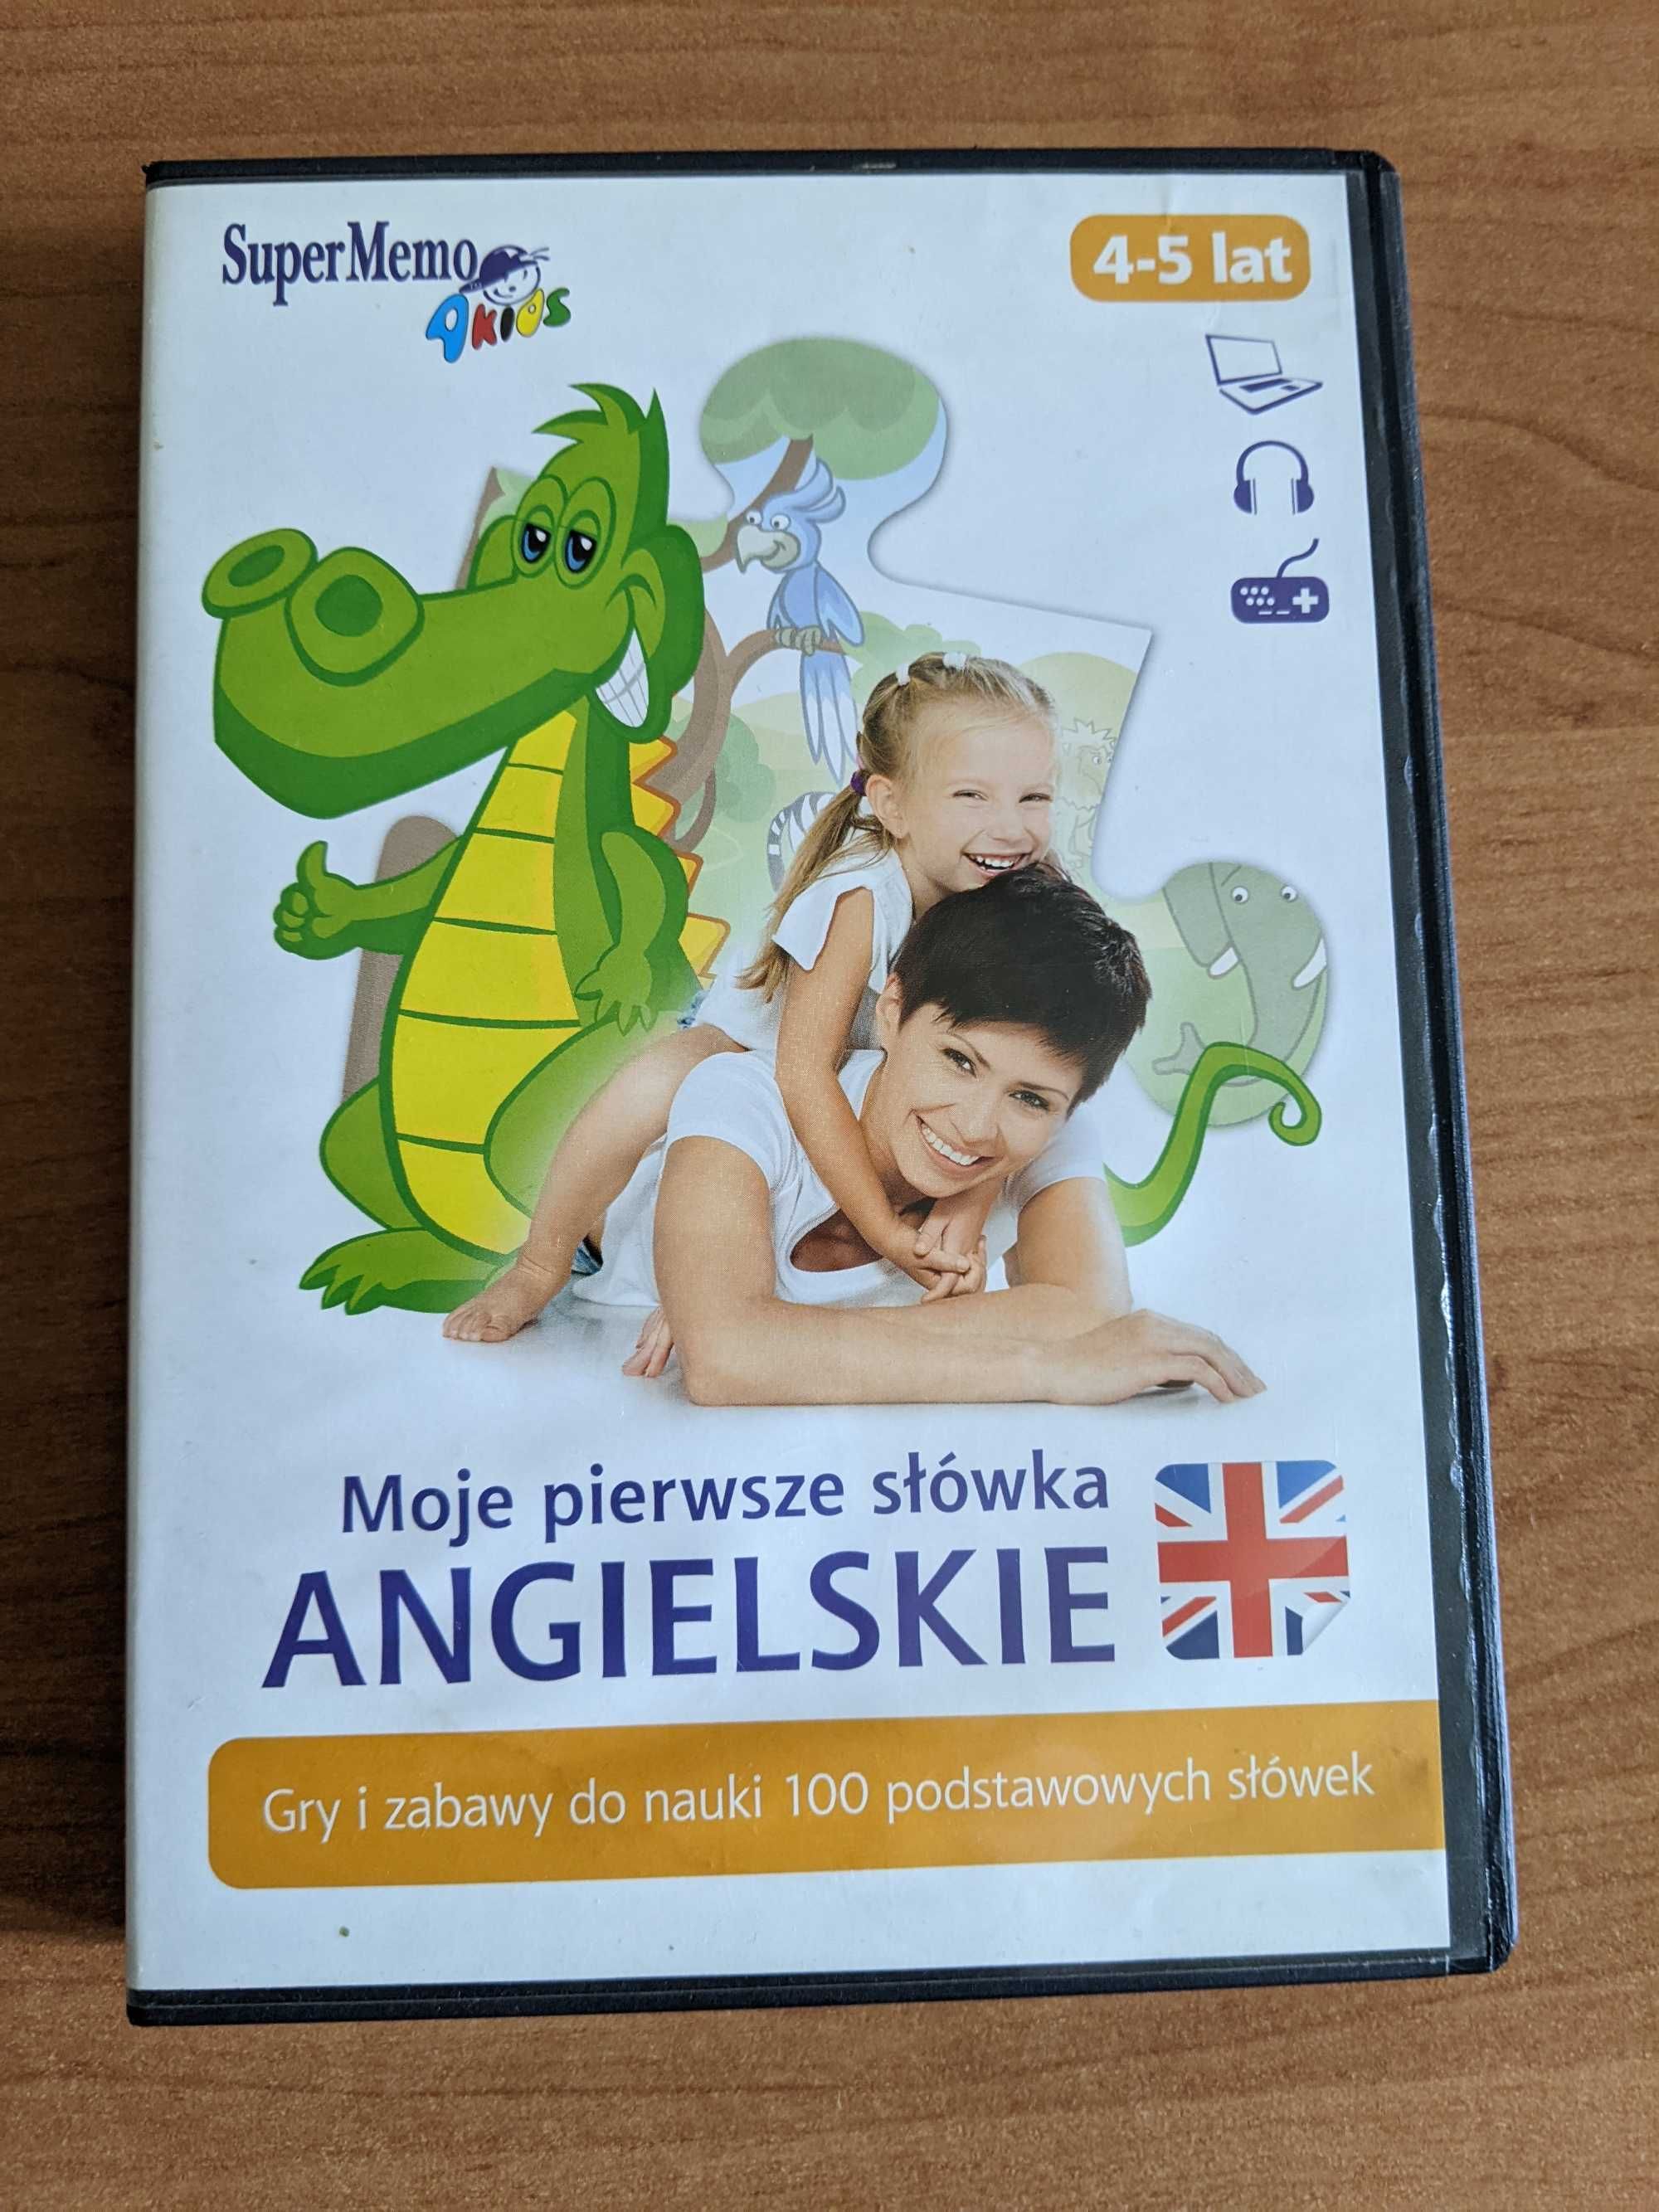 SuperMemo
4KIDS
4-5 lat
Moje pierwsze słówka
ANGIELSKIE
Gry i zabawy do nauki 100 podstawowych słówek